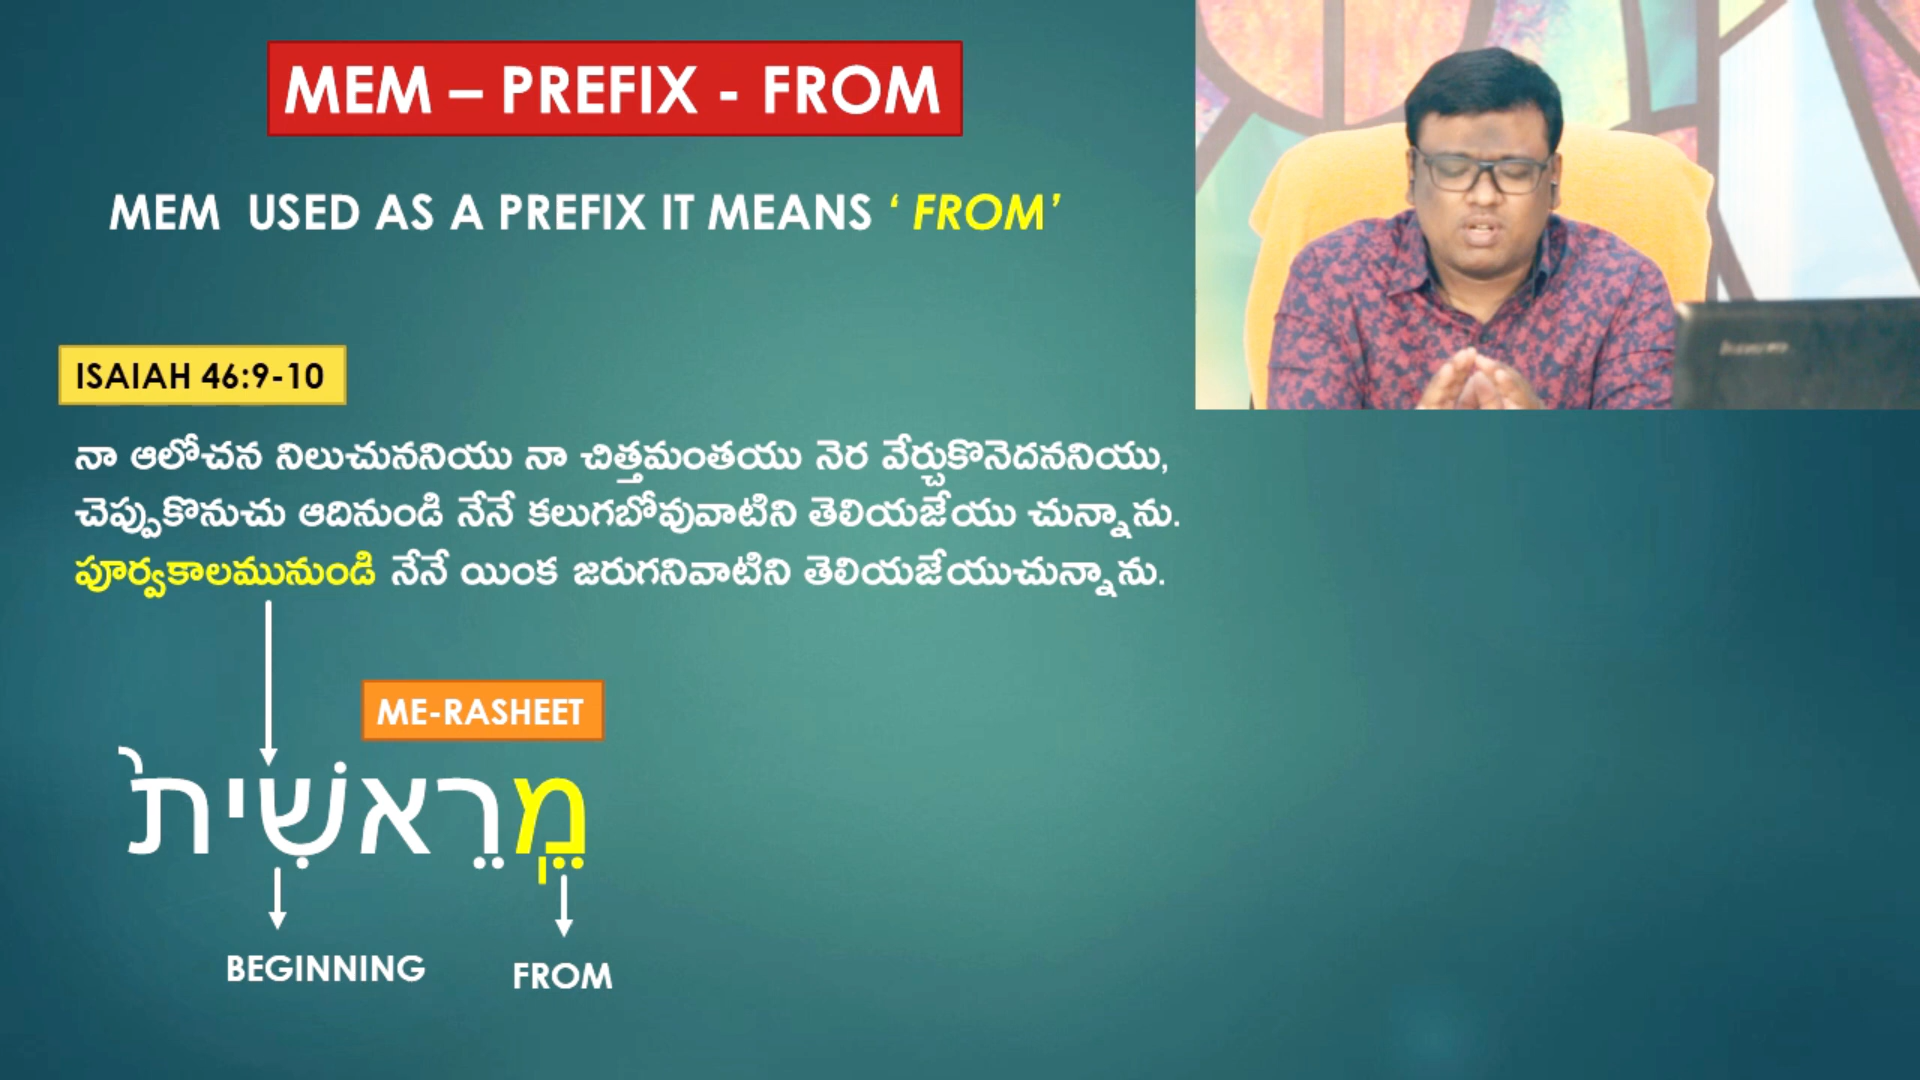 MEM – PREFIX - FROM
MEM USED AS A PREFIX IT MEANS ‘ FROM’
ISAIAH 46:9-10
నా ఆలోచన నిలుచుననియు నా చిత్తమంతయు నెర వేర్చుకొనెదననియు,
చెప్పుకొనుచు ఆదినుండి నేనే కలుగబోవువాటిని తెలియజేయు చున్నాను.
పూర్వకాలమునుండి నేనే యింక జరుగనివాటిని తెలియజేయుచున్నాను.
ME-RASHEET
מֵֽרֵאשִׁית֙
BEGINNING
FROM